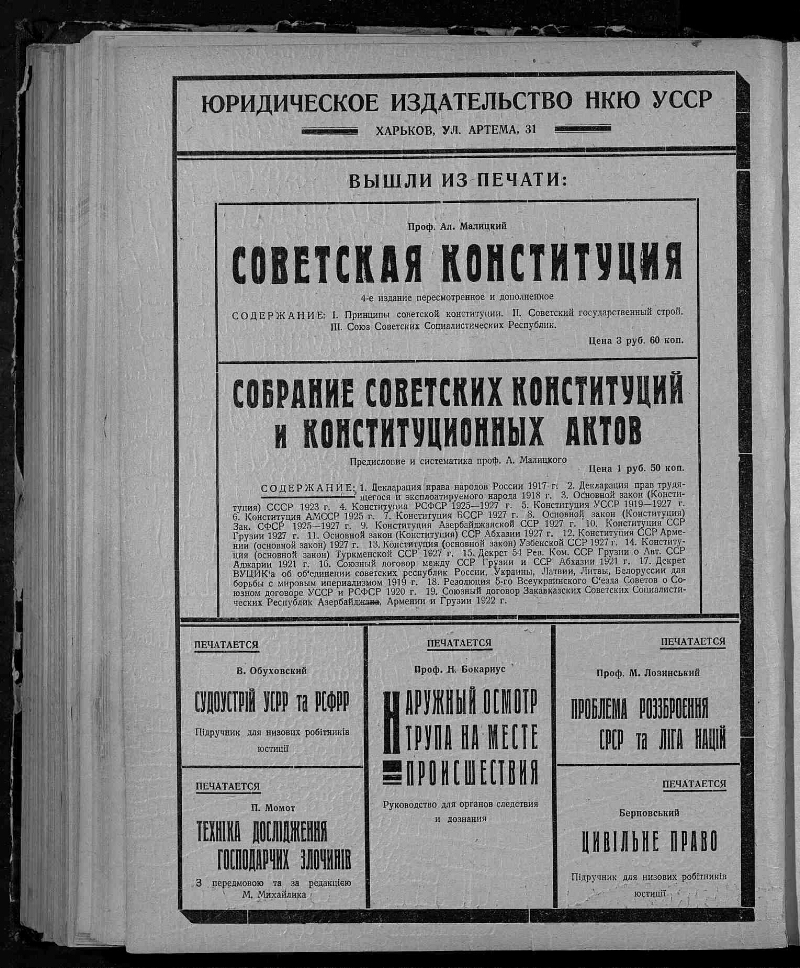 ЮРИДИЧЕСКОЕ ИЗДАТЕЛЬСТВО НКЮ УССР
ХАРЬКОВ, УЛ. АРТЕМА, 31
ВЫШЛИ ИЗ ПЕЧАТИ:
Проф. Ал. Малицкий
СОВЕТСКАЯ КОНСТИТУЦИЯ
4-е издание пересмотренное и дополненное
СОДЕРЖАНИЕ: I. Принципы советской конституции. II. Советский государственный строй.
III. Союз Советских Социалистических Республик.
Цена 3 руб. 60 коп.
СОБРАНИЕ СОВЕТСКИХ КОНСТИТУЦИЙ
и КОНСТИТУЦИОННЫХ АКТОВ
Предисловие и систематика проф. А. Малицкого
Цена 1 руб. 50 коп.
СОДЕРЖАНИЕ: 1. Декларация права народов России 1917 г. 2. Декларация прав трудя-
щегося и эксплоатируемого народа 1918 г. 3. Основной закон (Консти-
туция) СССР 1923 г. 4. Конституция РСФСР 1925—1927 г. 5. Конституция УССР 1919—1927 г.
6. Конституция АМССР 1925 г. 7. Конституция БССР 1927 г. 8. Основной закон (Конституция)
Зак. СФСР 1925—1927 г. 9. Конституция Азербайджанской ССР 1927 г. 10. Конституция ССР
Грузии 1927 г. 11. Основной закон (Конституция) ССР Абхазии 1927 г. 12. Конституция ССР Арме-
нии (основной закон) 1927 г. 13. Конституция (основной закон) Узбекской ССР 1927 г. 14. Конститу-
ция (основной закон) Туркменской ССР 1927 г. 15. Декрет 51 Рев. Ком. ССР Грузии о Авт. ССР
Аджарии 1921 г. 16. Союзный договор между ССР Грузии и ССР Абхазии 1921 г. 17. Декрет
ВУЦИК'а об об'единении советских республик России, Украины, Латвии, Литвы, Белоруссии для
борьбы с мировым империализмом 1919 г. 18. Резолюция 5-го Всеукраинского С'езда Советов о Со-
юзном договоре УССР и РСФСР 1920 г. 19. Союзный договор Закавказских Советских Социалисти-
ческих Республик Азербайджана, Армении и Грузии 1922 г.
ПЕЧАТАЕТСЯ
В. Обуховский
СУДОУСТРІЙ УСРР та РСФРР
Підручник для низових робітників
юстиції
ПЕЧАТАЕТСЯ
П. Момот
ТЕХНІКА ДОСЛІДЖЕННЯ
ГОСПОДАРЧИХ ЗЛОЧИНІВ
З передмовою та за редакцією
М. Михайлика
ПЕЧАТАЕТСЯ
Проф. Н. Бокариус
НАРУЖНЫЙ ОСМОТР
ТРУПА НА МЕСТЕ
ПРОИСШЕСТВИЯ
Руководство для органов следствия
и дознания
ПЕЧАТАЕТСЯ
Проф. М. Лозинський
ПРОБЛЕМА РОЗЗБРОЄННЯ
СРСР та ЛІГА НАЦІЙ
ПЕЧАТАЕТСЯ
Берновський
ЦИВІЛЬНЕ ПРАВО
Підручник для низових робітників
юстиції